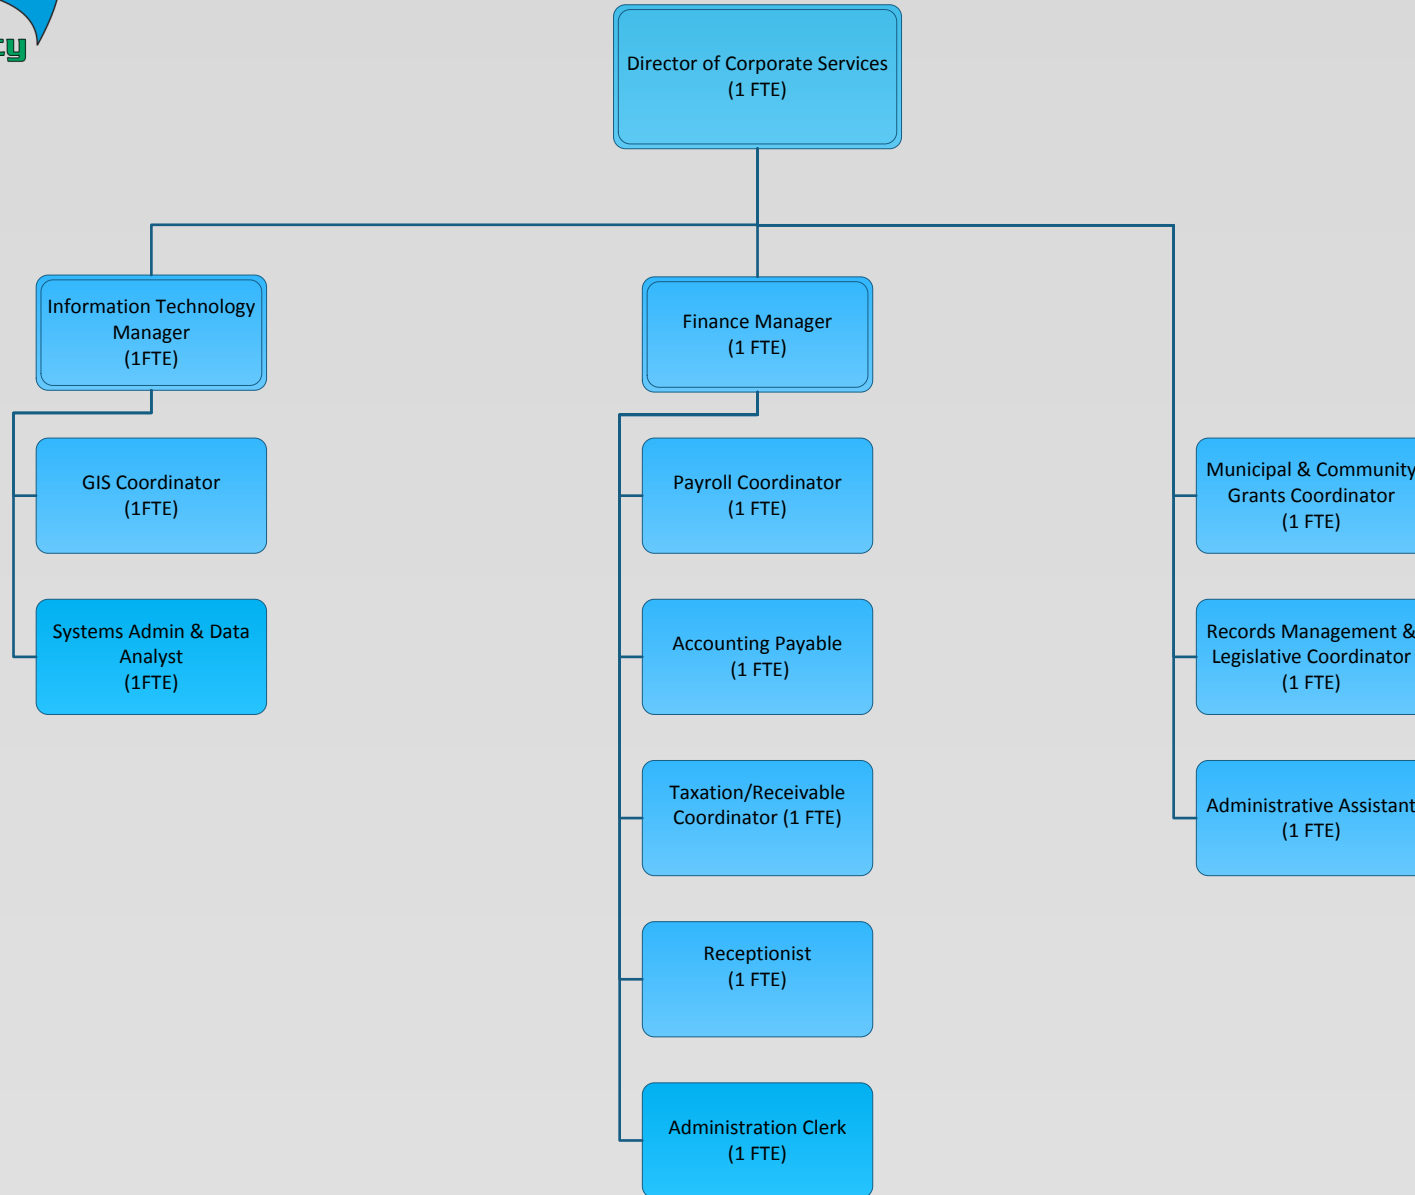 Director of Corporate Services
(1 FTE)
Information Technology
Manager
(1FTE)
Finance Manager
(1 FTE)
GIS Coordinator
(1FTE)
Payroll Coordinator
(1 FTE)
Municipal & Community
Grants Coordinator
(1 FTE)
Systems Admin & Data
Analyst
(1FTE)
Accounting Payable
(1 FTE)
Records Management &
Legislative Coordinator
(1 FTE)
Taxation/Receivable
Coordinator (1 FTE)
Administrative Assistant
(1 FTE)
Receptionist
(1 FTE)
Administration Clerk
(1 FTE)